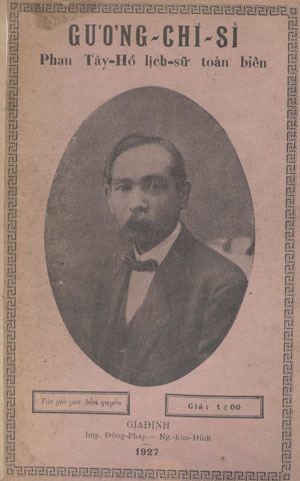 GƯƠNG-CHÍ-SĨ
Phan Tây-Hồ lịch-sử toàn biên
Tác giả giữ bản quyền
Giá: 1$00
GIAĐỊNH
Imp. Đông-Pháp.— Ng.-kim-Đính
1927